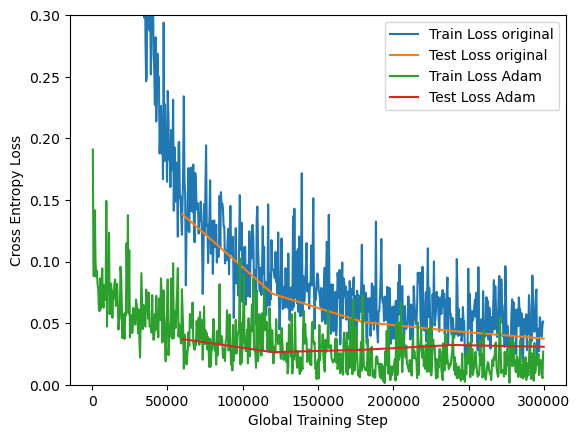 0.30
0.25
0.20
0.15
0.10
0.05
0.00
Cross Entropy Loss
Train Loss original
Test Loss original
Train Loss Adam
Test Loss Adam
0 50000 100000 150000 200000 250000 300000
Global Training Step